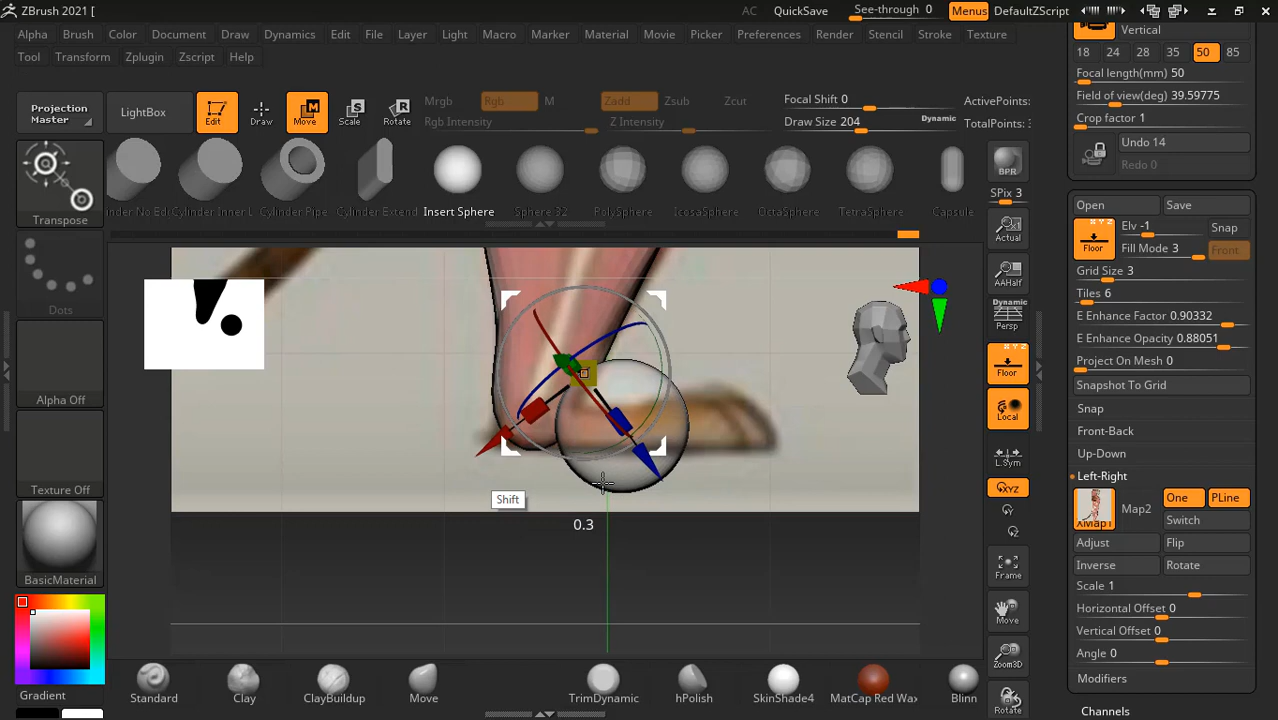 ZBrush 2021 [
AC
QuickSave
See-through 0
Menus
DefaultZScript
Alpha Brush Color Document Draw Dynamics Edit File Layer Light Macro Marker Material Movie Picker Preferences Render Stencil Stroke Texture
Tool Transform Zplugin Zscript Help
Projection
Master
LightBox
Edit
Draw
Move
Scale
Rotate
Mrgb Rgb M
Rgb Intensity
Zadd Zsub Zcut
Z Intensity
Focal Shift 0
Draw Size 204
Dynamic
ActivePoints:
TotalPoints:
Transpose
Cylinder Inner
Cylinder Pipe
Cylinder Extend
Insert Sphere
Sphere 32
PolySphere
IcosaSphere
OctaSphere
TetraSphere
Capsule
Dots
Alpha Off
Texture Off
BasicMaterial
Gradient
Shift
0.3
BPR
SPix 3
Actual
AAHalf
Dynamic
Persp
Floor
Local
L.Sym
XYZ
Y
Z
Frame
Move
Zoom3D
Rotate
Vertical
18 24 28 35 50 85
Focal length(mm) 50
Field of view(deg) 39.59775
Crop factor 1
Undo 14
Redo 0
Open
Save
X Y Z
Floor
Elv -1
Snap
Fill Mode 3
Front
Grid Size 3
Tiles 6
E Enhance Factor 0.90332
E Enhance Opacity 0.88051
Project On Mesh 0
Snapshot To Grid
Snap
Front-Back
Up-Down
Left-Right
XMap1
Map2
One
PLine
Switch
Adjust
Flip
Inverse
Rotate
Scale 1
Horizontal Offset 0
Vertical Offset 0
Angle 0
Modifiers
Channels
Standard
Clay
ClayBuildup
Move
TrimDynamic
hPolish
SkinShade4
MatCap Red Wax
Blinn